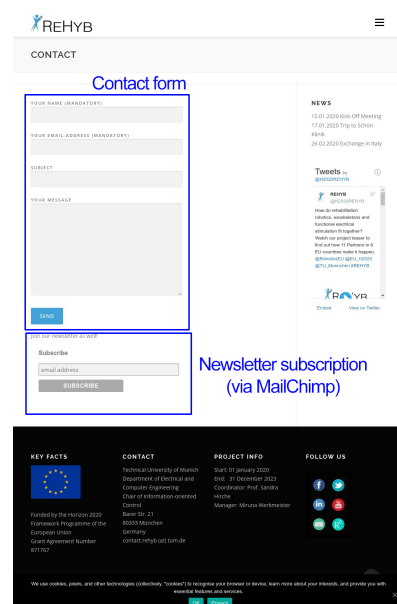 REHYB
CONTACT
Contact form
YOUR NAME (MANDATORY)
YOUR EMAIL-ADDRESS (MANDATORY)
SUBJECT
YOUR MESSAGE
SEND
Join our newsletter as well!
Subscribe
email address
SUBSCRIBE
Newsletter subscription
(via MailChimp)
NEWS
15.01.2020 Kick-Off Meeting
17.01.2020 Trip to Schön
Klinik
26.02.2020 Exchange in Italy
Tweets by
@H2020REHYB
REHYB
@H2020REHYB
How do rehabilitation
robotics, exoskeletons and
functional electrical
stimulation fit together?
Watch our project teaser to
find out how 11 Partners in 6
EU countries make it happen.
@RoboticsEU @EU_H2020
@TU_Muenchen #REHYB
Embed
View on Twitter
KEY FACTS
Funded by the Horizon 2020
Framework Programme of the
European Union
Grant Agreement Number
871767
CONTACT
Technical University of Munich
Department of Electrical and
Computer Engineering
Chair of Information-oriented
Control
Barer Str. 21
80333 München
Germany
contact.rehyb (at) tum.de
PROJECT INFO
Start: 01 January 2020
End: 31 December 2023
Coordinator: Prof. Sandra
Hirche
Manager: Miruna Werkmeister
FOLLOW US
We use cookies, pixels, and other technologies (collectively, "cookies") to recognise your browser or device, learn more about your interests, and provide you with
essential features and services.
OK
Privacy